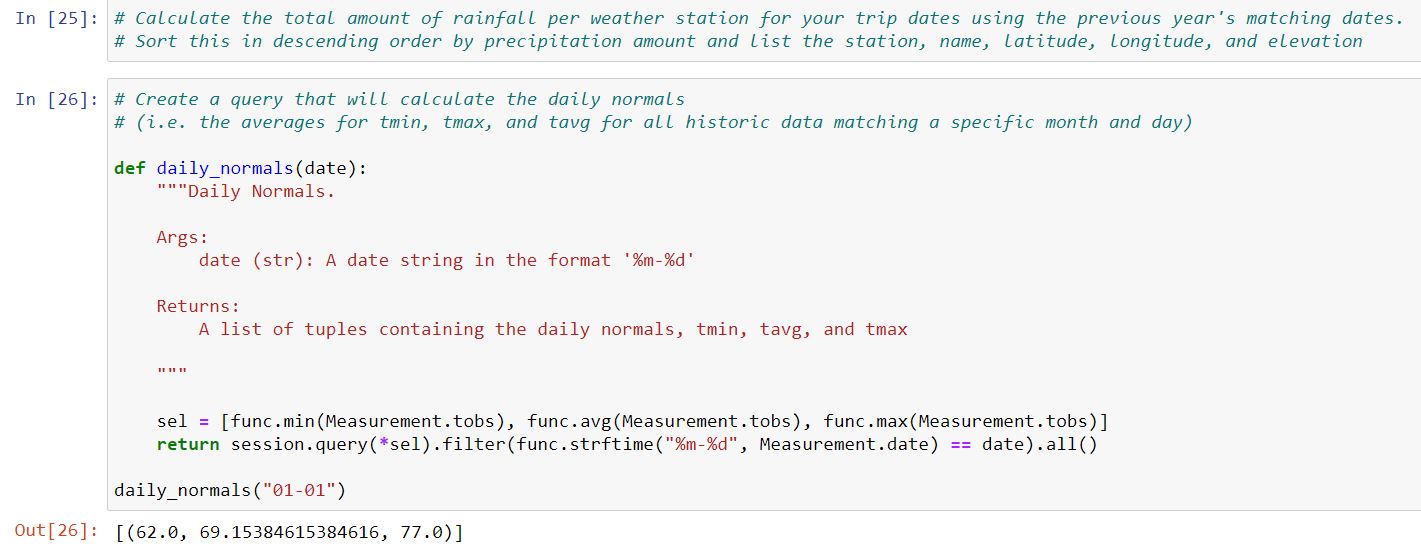 In [25]: # Calculate the total amount of rainfall per weather station for your trip dates using the previous year's matching dates.
# Sort this in descending order by precipitation amount and list the station, name, latitude, longitude, and elevation
In [26]: # Create a query that will calculate the daily normals
# (i.e. the averages for tmin, tmax, and tavg for all historic data matching a specific month and day)
def daily_normals(date):
"""Daily Normals.
Args:
date (str): A date string in the format '%m-%d'
Returns:
A list of tuples containing the daily normals, tmin, tavg, and tmax
"""
sel = [func.min(Measurement.tobs), func.avg(Measurement.tobs), func.max(Measurement.tobs)]
return session.query(*sel).filter(func.strftime("%m-%d", Measurement.date) == date).all()
daily_normals("01-01")
Out[26]: [(62.0, 69.15384615384616, 77.0)]